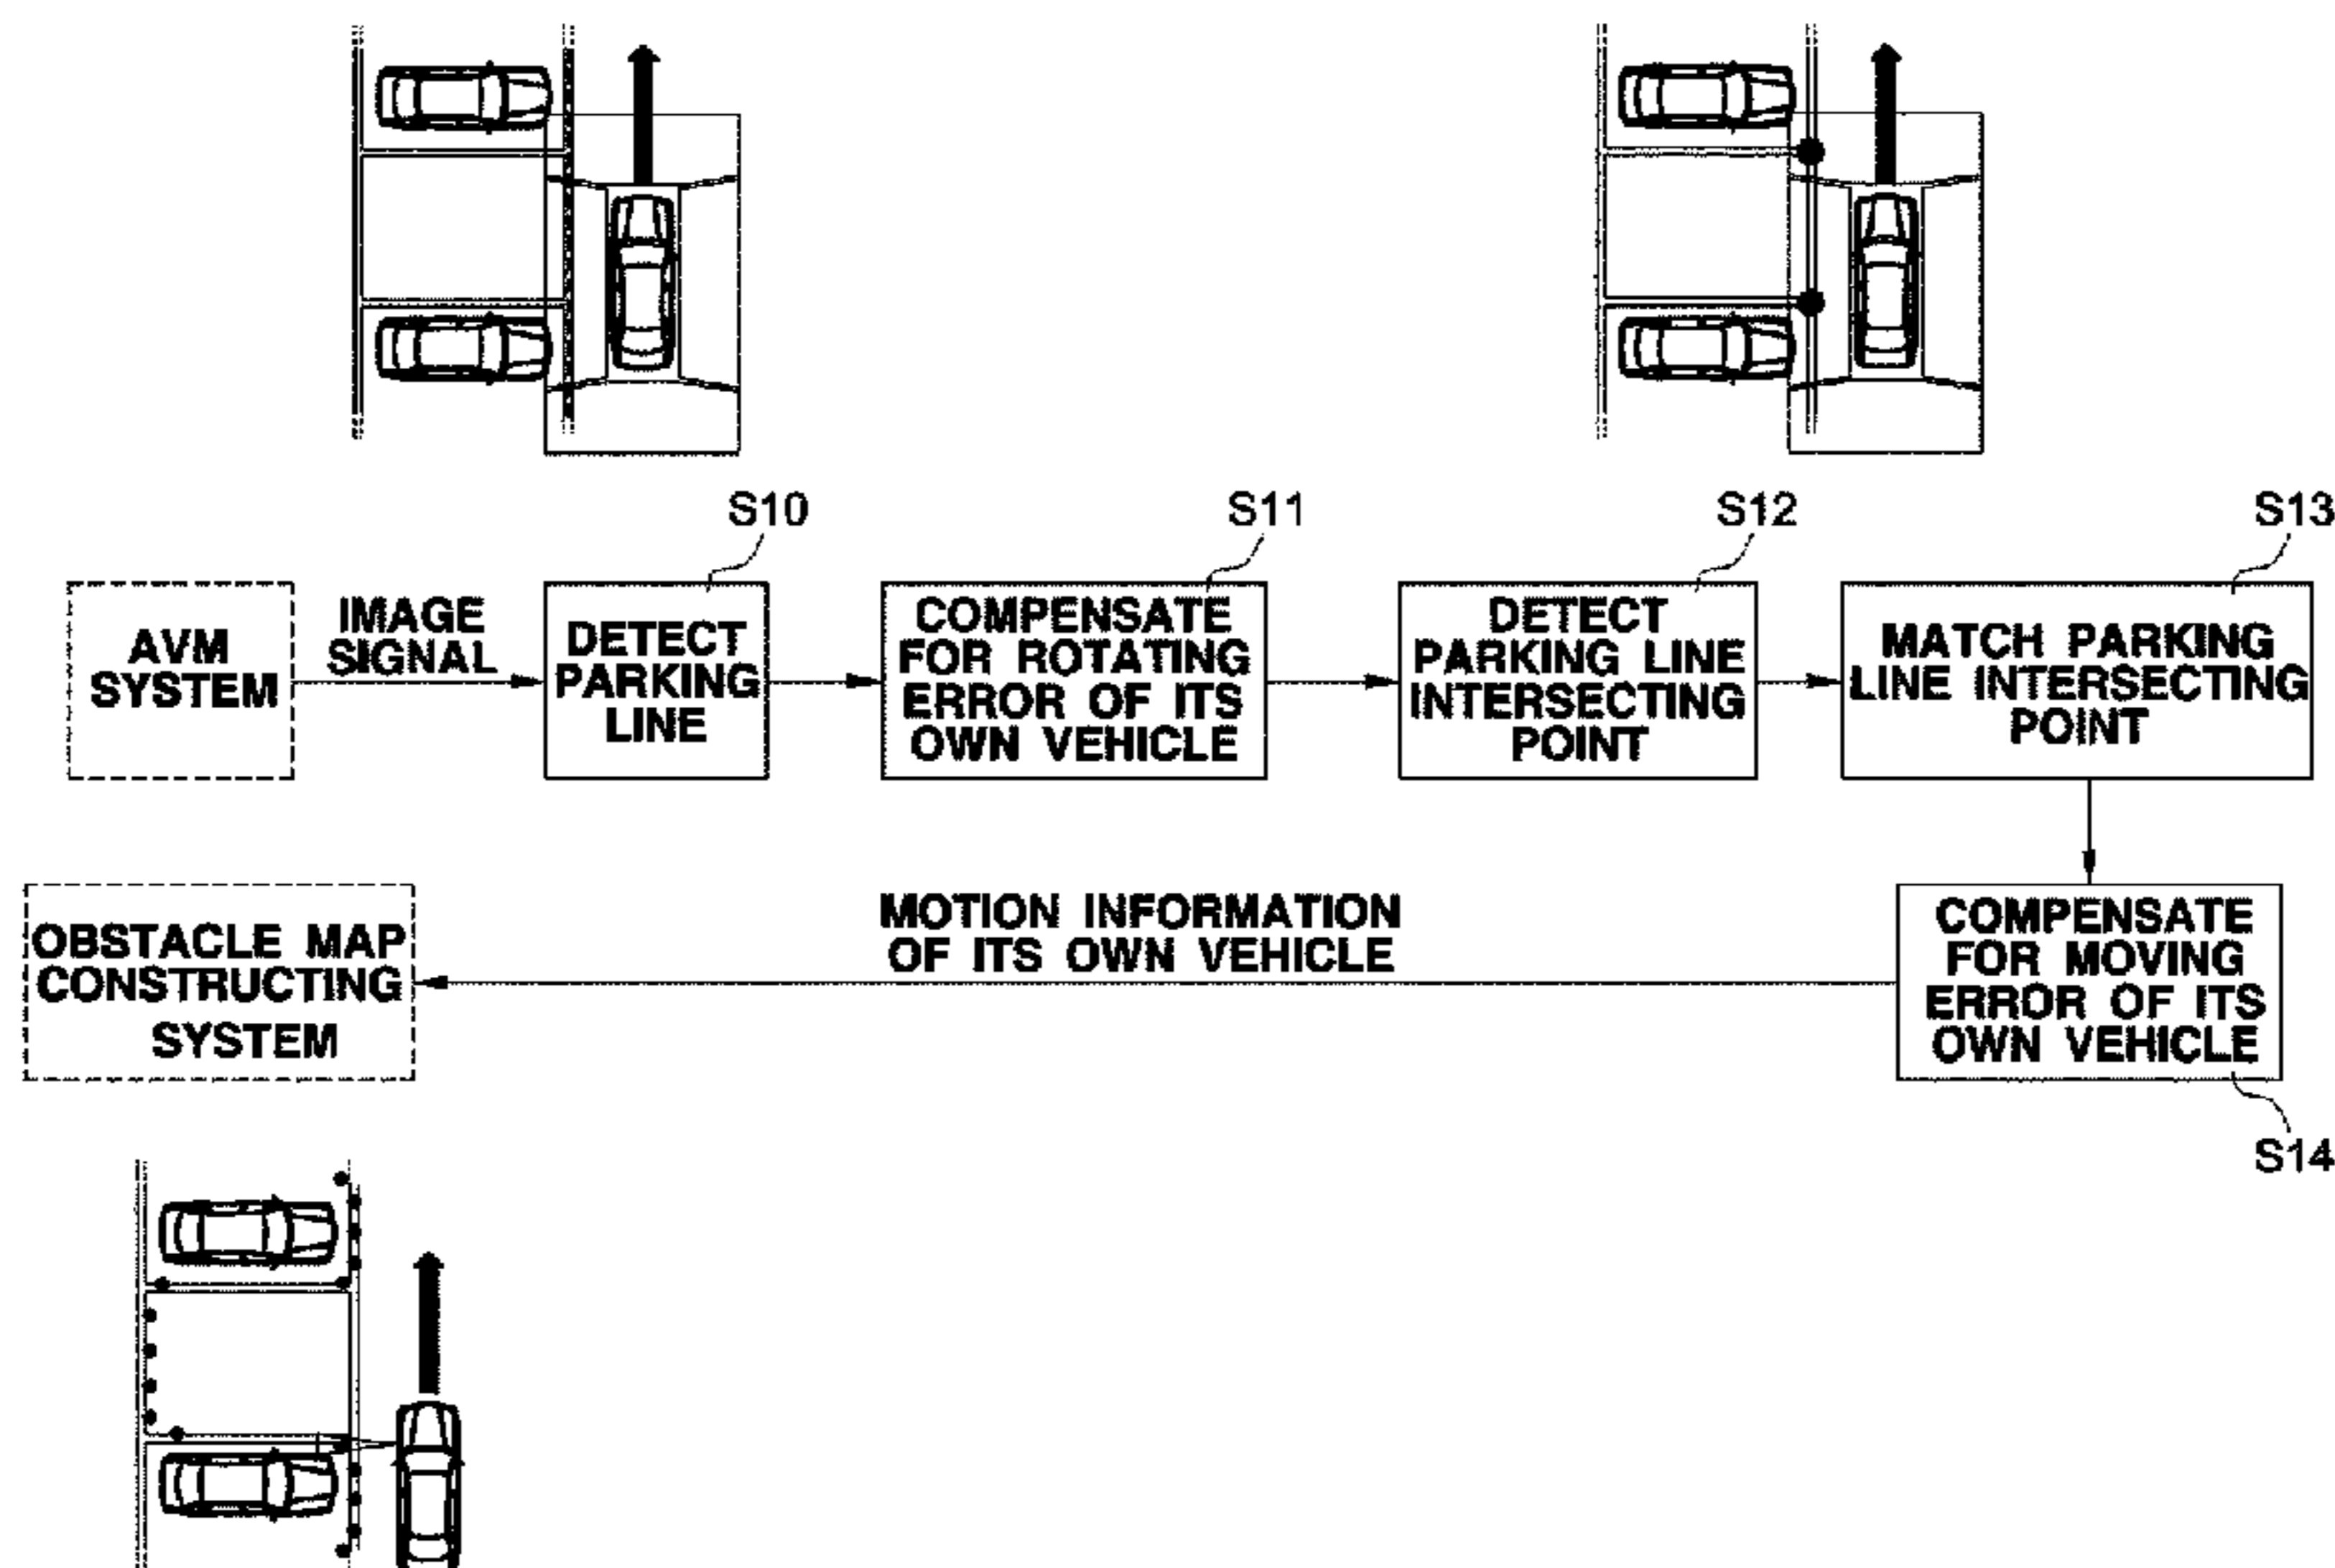 S10
S11
S12
S13
AVM
SYSTEM
IMAGE
SIGNAL
DETECT
PARKING
LINE
COMPENSATE
FOR ROTATING
ERROR OF ITS
OWN VEHICLE
DETECT
PARKING LINE
INTERSECTING
POINT
MATCH PARKING
LINE INTERSECTING
POINT
OBSTACLE MAP
CONSTRUCTING
SYSTEM
MOTION INFORMATION
OF ITS OWN VEHICLE
COMPENSATE
FOR MOVING
ERROR OF ITS
OWN VEHICLE
S14